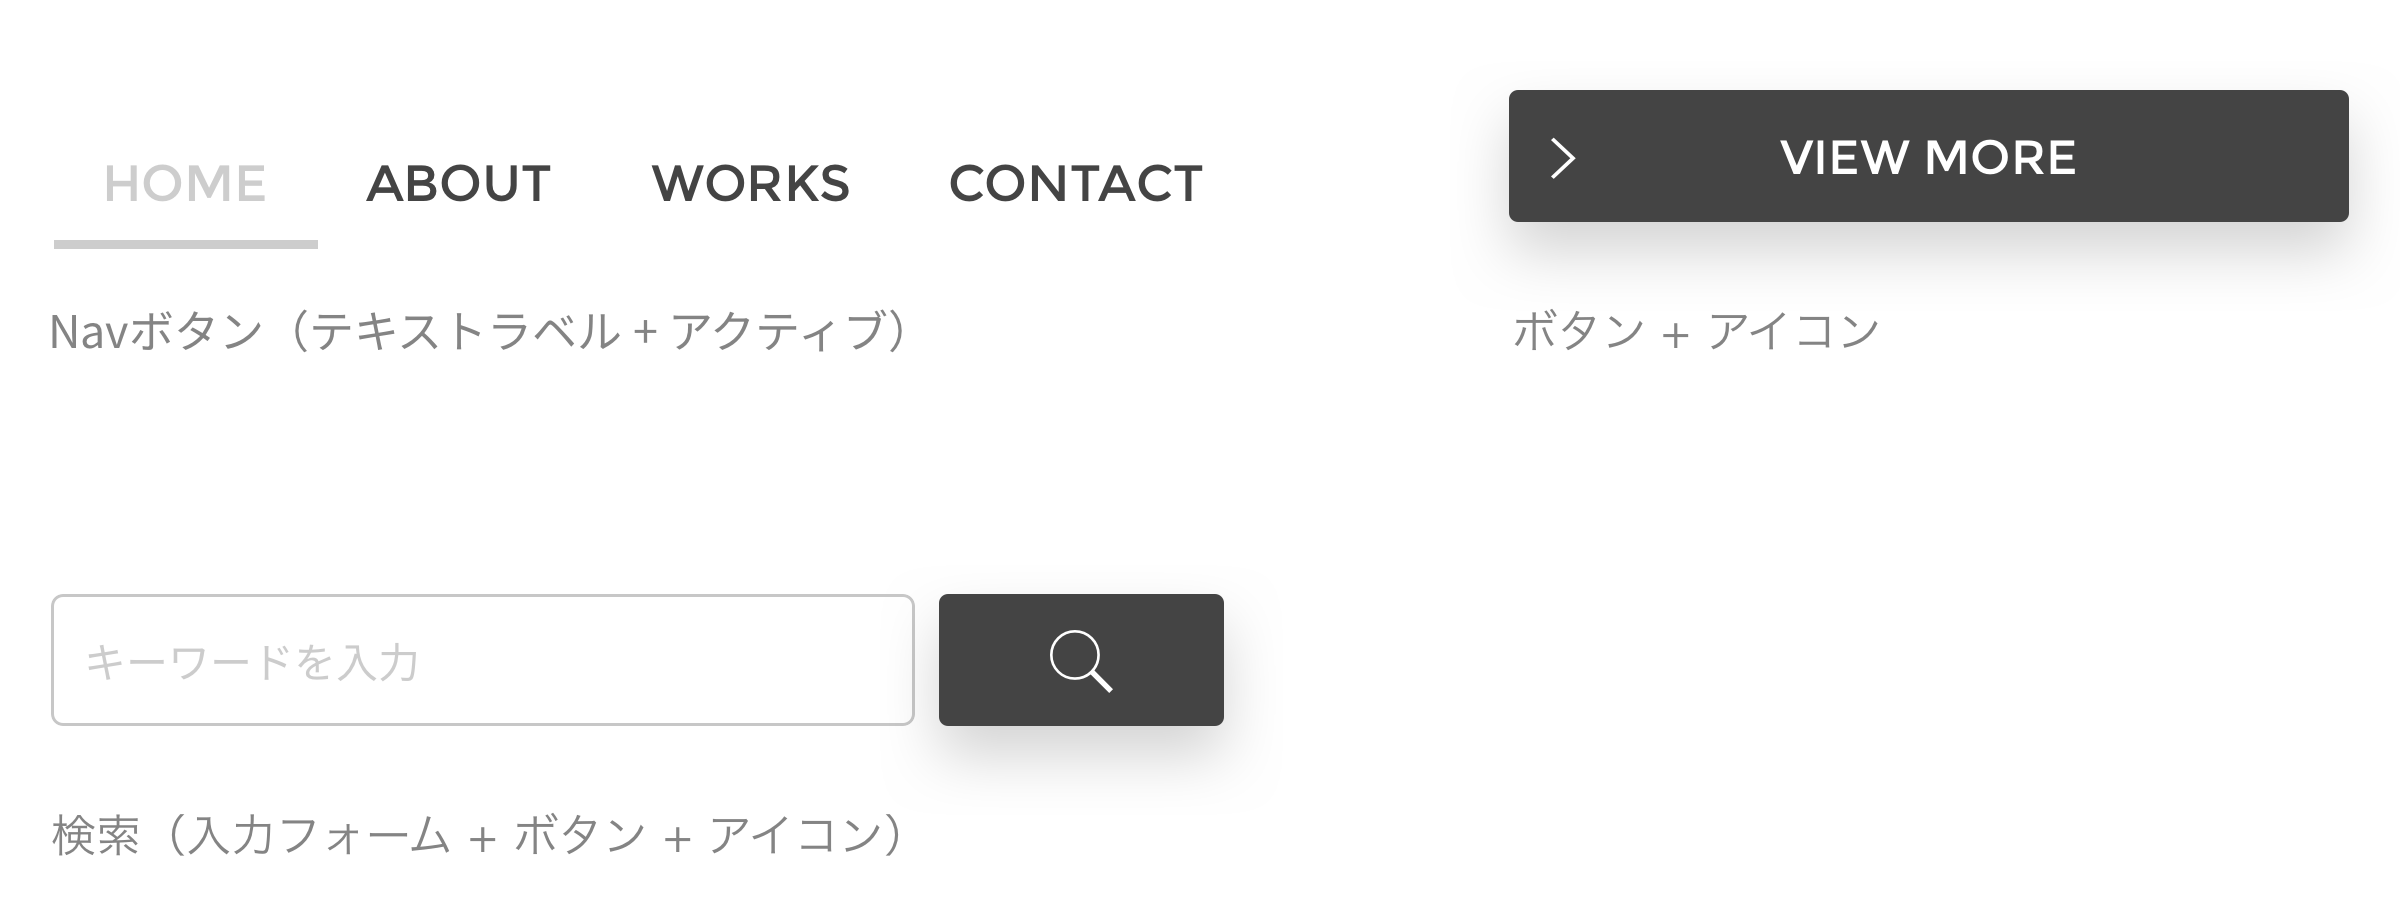 HOME ABOUT WORKS CONTACT
Navボタン（テキストラベル + アクティブ）
VIEW MORE
ボタン + アイコン
キーワードを入力
検索（入力フォーム + ボタン + アイコン）